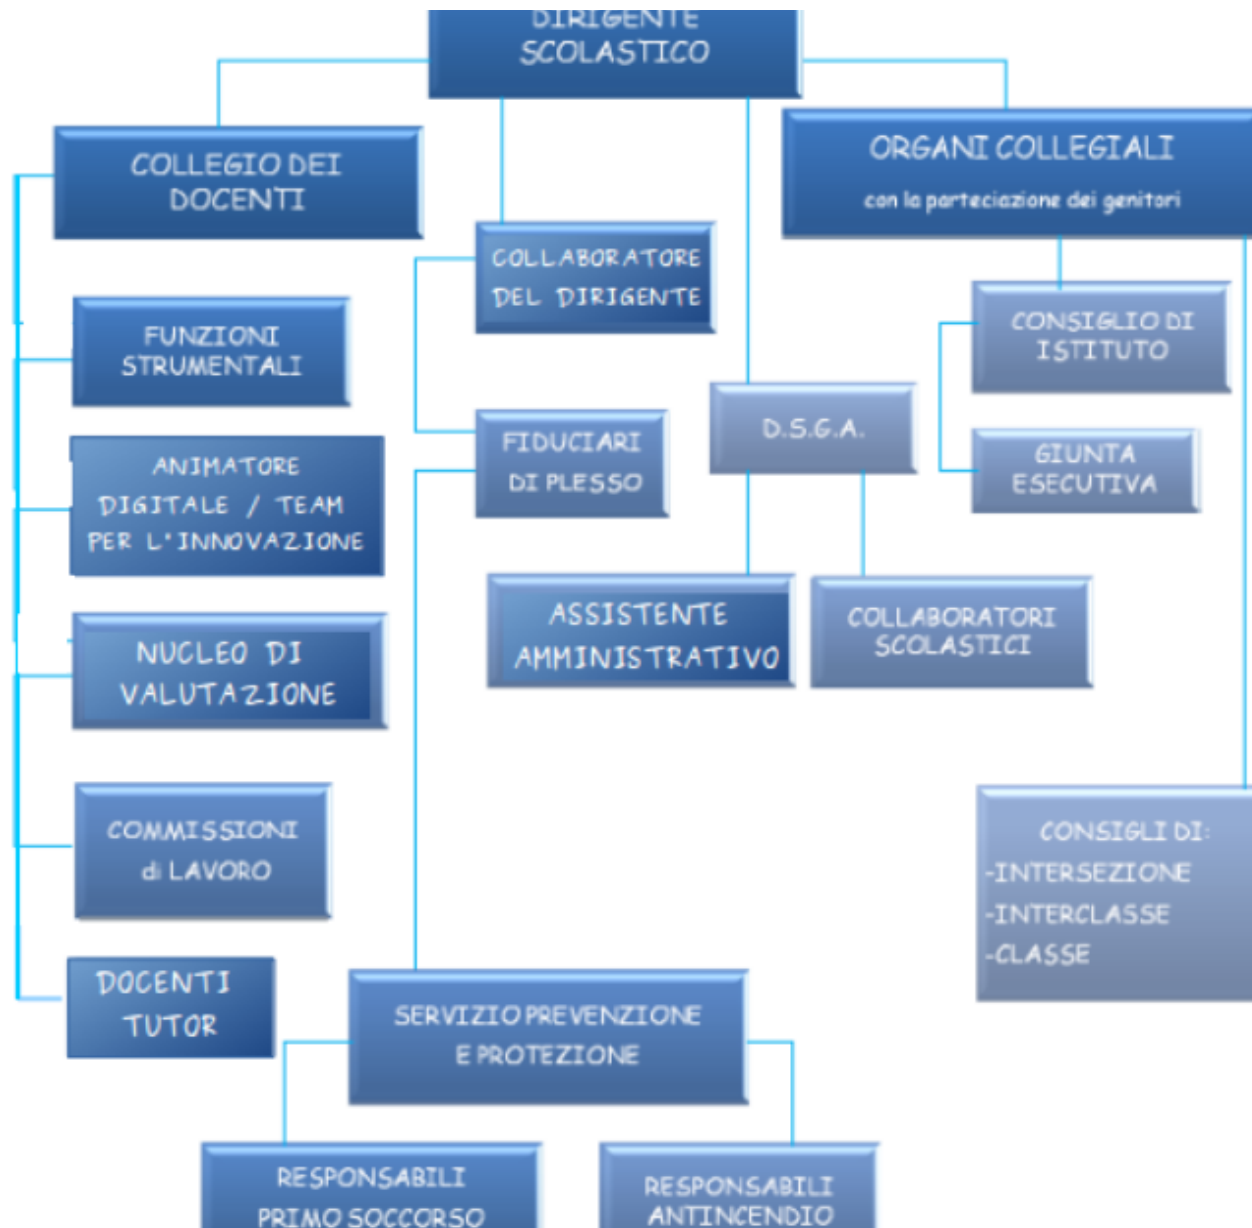 DIRIGENTE
SCOLASTICO
COLLEGIO DEI
DOCENTI
ORGANI COLLEGIALI
con la parteciazione dei genitori
COLLABORATORE
DEL DIRIGENTE
FUNZIONI
STRUMENTALI
CONSIGLIO DI
ISTITUTO
FIDUCIARI
DI PLESSO
D.S.G.A.
GIUNTA
ESECUTIVA
ANIMATORE
DIGITALE / TEAM
PER L'INNOVAZIONE
ASSISTENTE
AMMINISTRATIVO
COLLABORATORI
SCOLASTICI
NUCLEO DI
VALUTAZIONE
COMMISSIONI
di LAVORO
CONSIGLI DI:
-INTERSEZIONE
-INTERCLASSE
-CLASSE
DOCENTI
TUTOR
SERVIZIO PREVENZIONE
E PROTEZIONE
RESPONSABILI
PRIMO SOCCORSO
RESPONSABILI
ANTINCENDIO